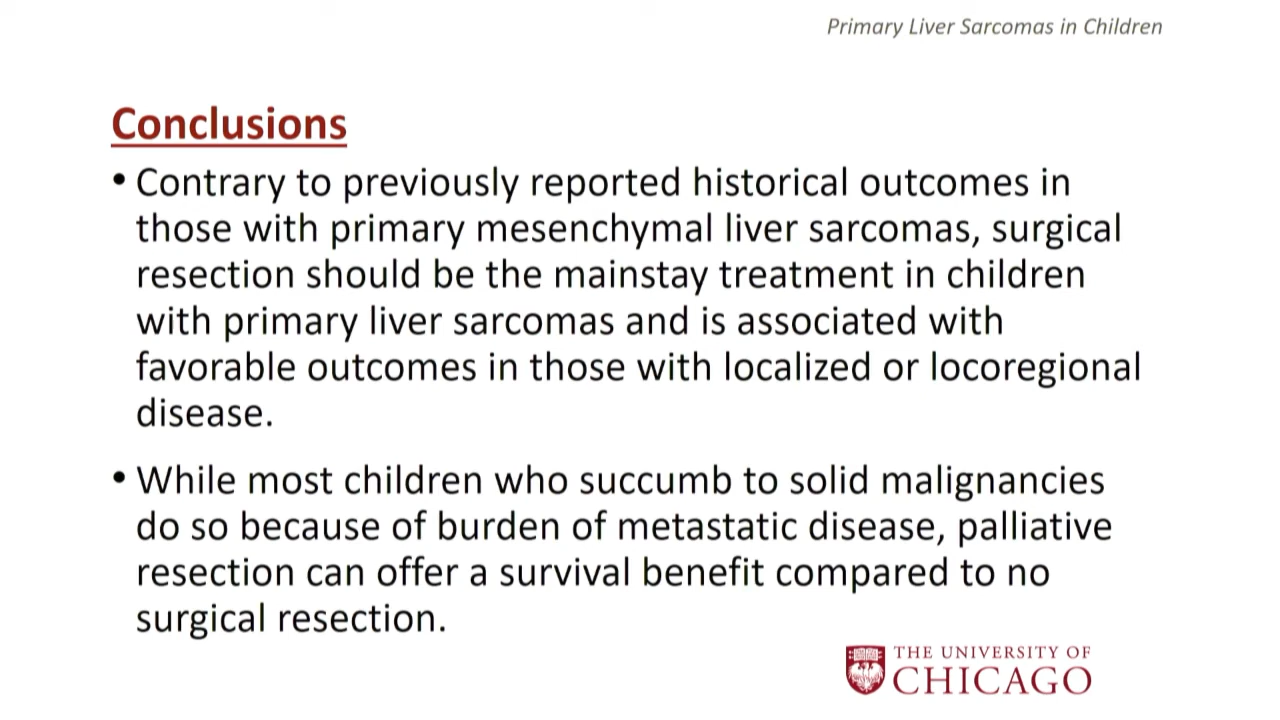 Primary Liver Sarcomas in Children
Conclusions
• Contrary to previously reported historical outcomes in
those with primary mesenchymal liver sarcomas, surgical
resection should be the mainstay treatment in children
with primary liver sarcomas and is associated with
favorable outcomes in those with localized or locoregional
disease.
• While most children who succumb to solid malignancies
do so because of burden of metastatic disease, palliative
resection can offer a survival benefit compared to no
surgical resection.
THE UNIVERSITY OF
CHICAGO